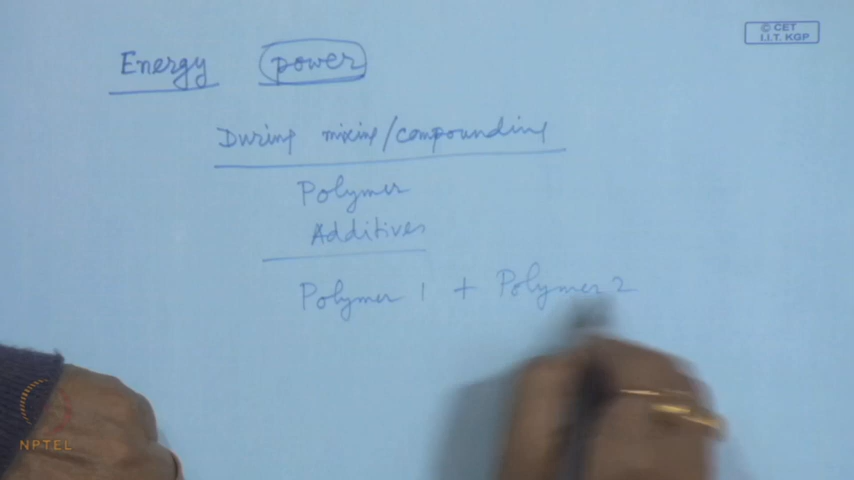 © CET
I.I.T. KGP
Energy power
During mixing/compounding
Polymer
Additives
Polymer 1 + Polymer 2
NPTEL